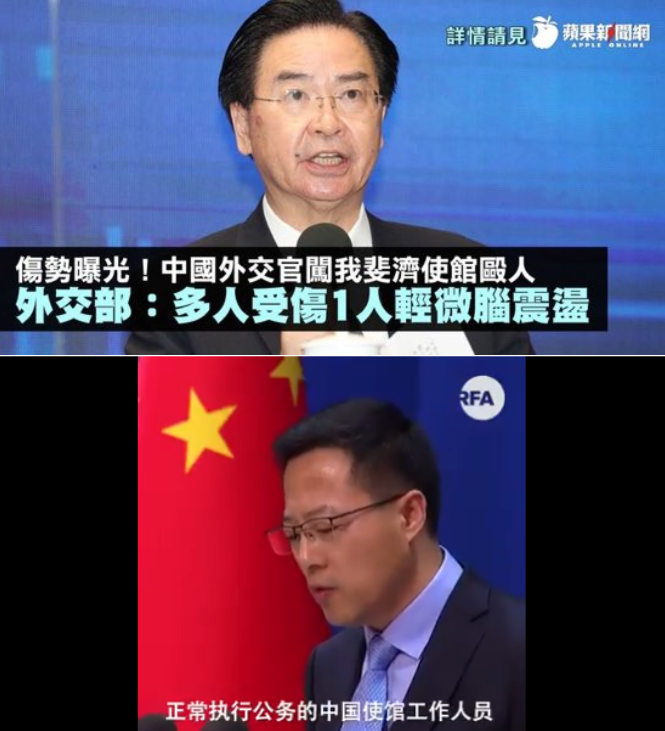 詳情請見
蘋果新聞網
APPLE ONLINE
傷勢曝光！中國外交官闖我斐濟使館毆人
外交部：多人受傷1人輕微腦震盪
RFA
正常执行公务的中国使馆工作人员